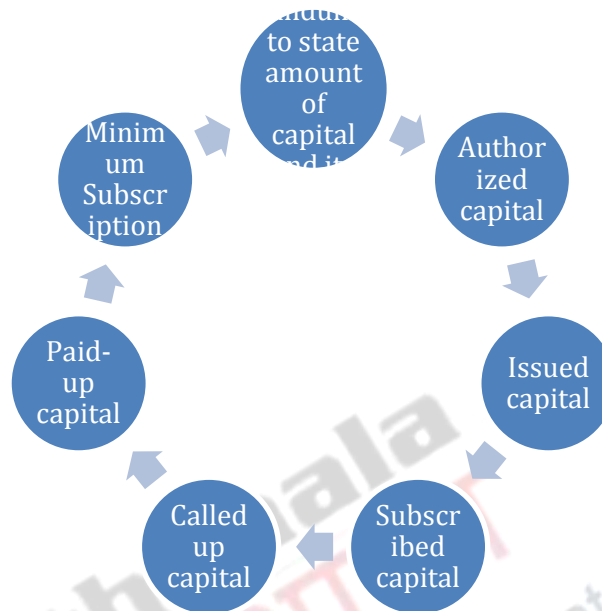 to state
amount
of
capital
Author
ized
capital
Issued
capital
Subscr
ibed
capital
Called
up
capital
Paid-
up
capital
Minim
um
Subscr
iption